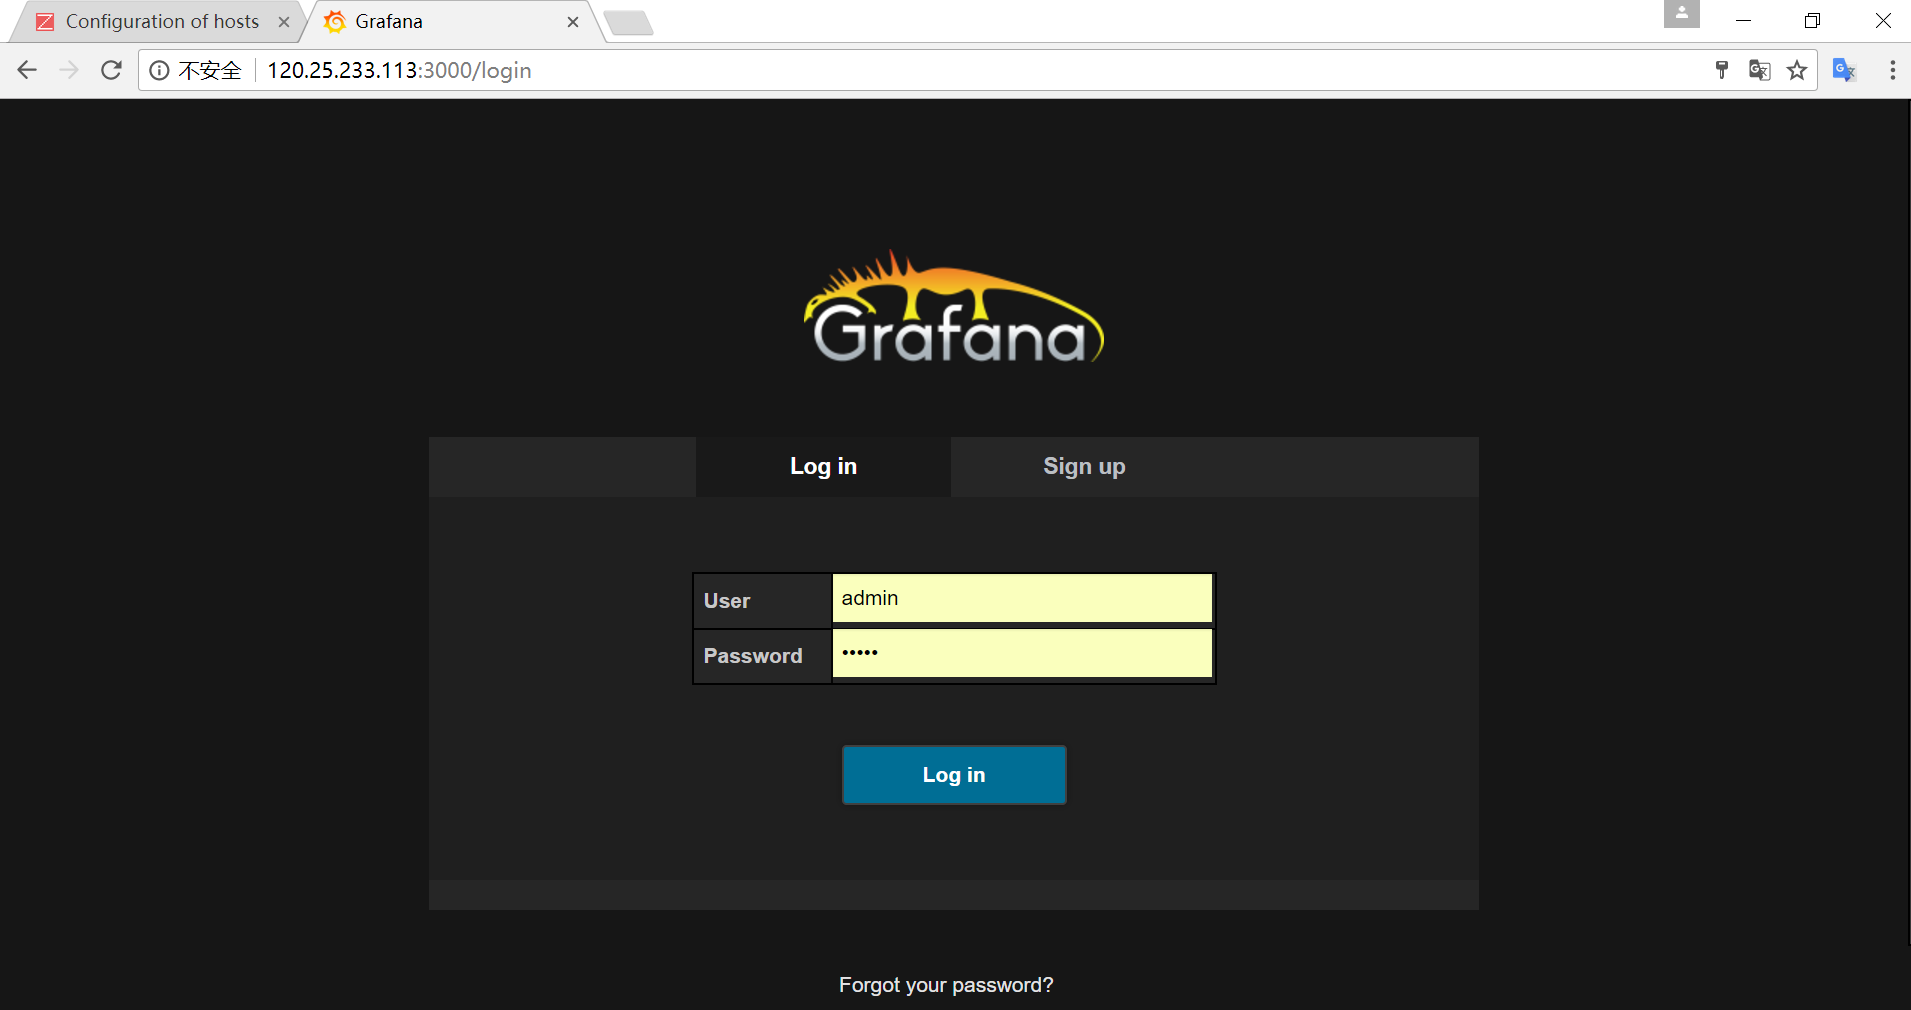 Configuration of hosts
Grafana
不安全
120.25.233.113:3000/login
Grafana
Log in
Sign up
User
admin
Password
•••••
Log in
Forgot your password?